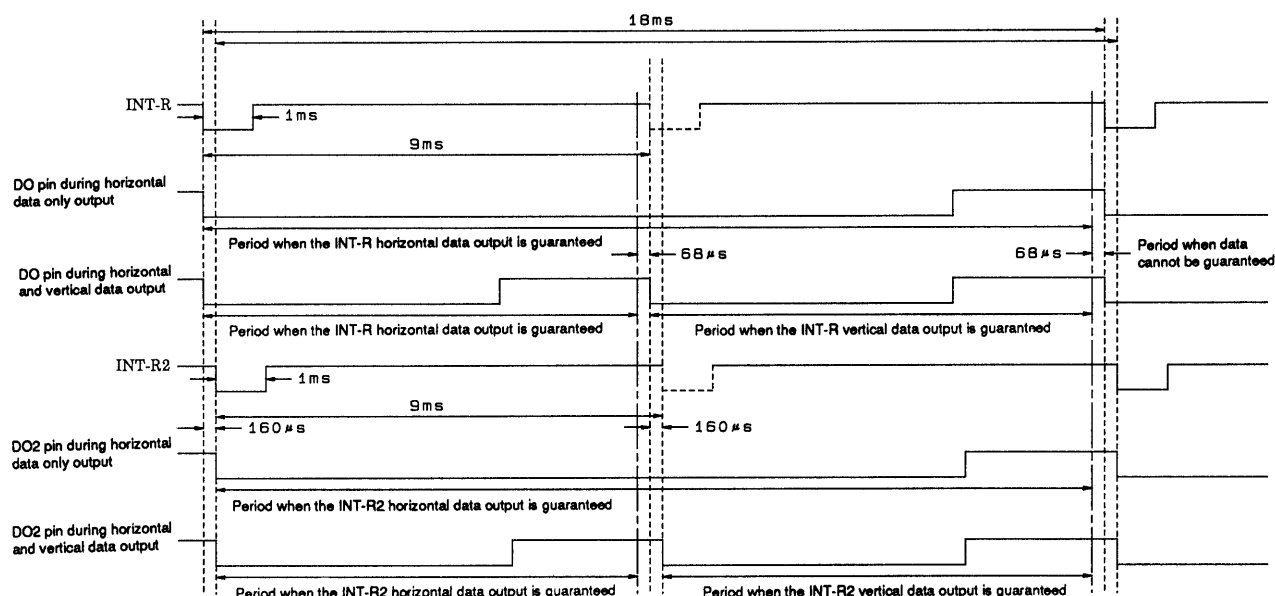 18ms
INT-R
1ms
9ms
DO pin during horizontal
data only output
Period when the INT-R horizontal data output is guaranteed
68µs
68µs
Period when data
cannot be guaranteed
DO pin during horizontal
and vertical data output
Period when the INT-R horizontal data output is guaranteed
Period when the INT-R vertical data output is guaranteed
INT-R2
1ms
9ms
160µs
160µs
DO2 pin during horizontal
data only output
Period when the INT-R2 horizontal data output is guaranteed
DO2 pin during horizontal
and vertical data output
Period when the INT-R2 horizontal data output is guaranteed
Period when the INT-R2 vertical data output is guaranteed